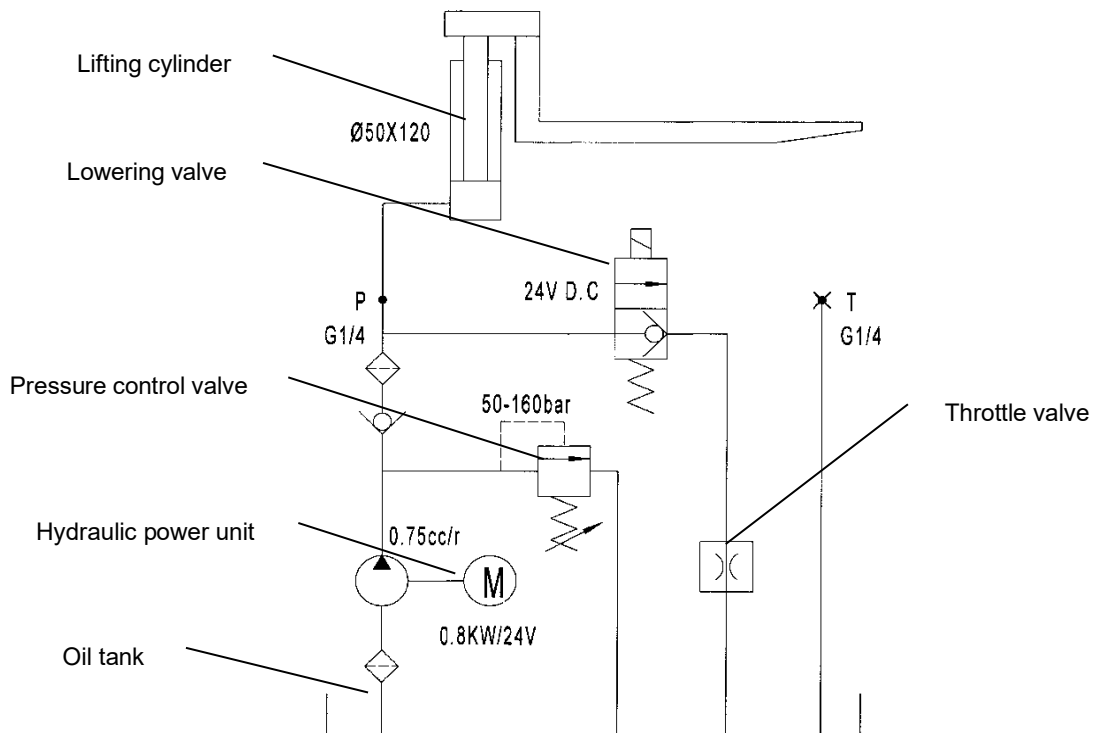 Lifting cylinder
Ø50X120
Lowering valve
24V D.C
P
T
G1/4
G1/4
Pressure control valve
50-160bar
Throttle valve
Hydraulic power unit
0.75cc/r
M
0.8KW/24V
Oil tank